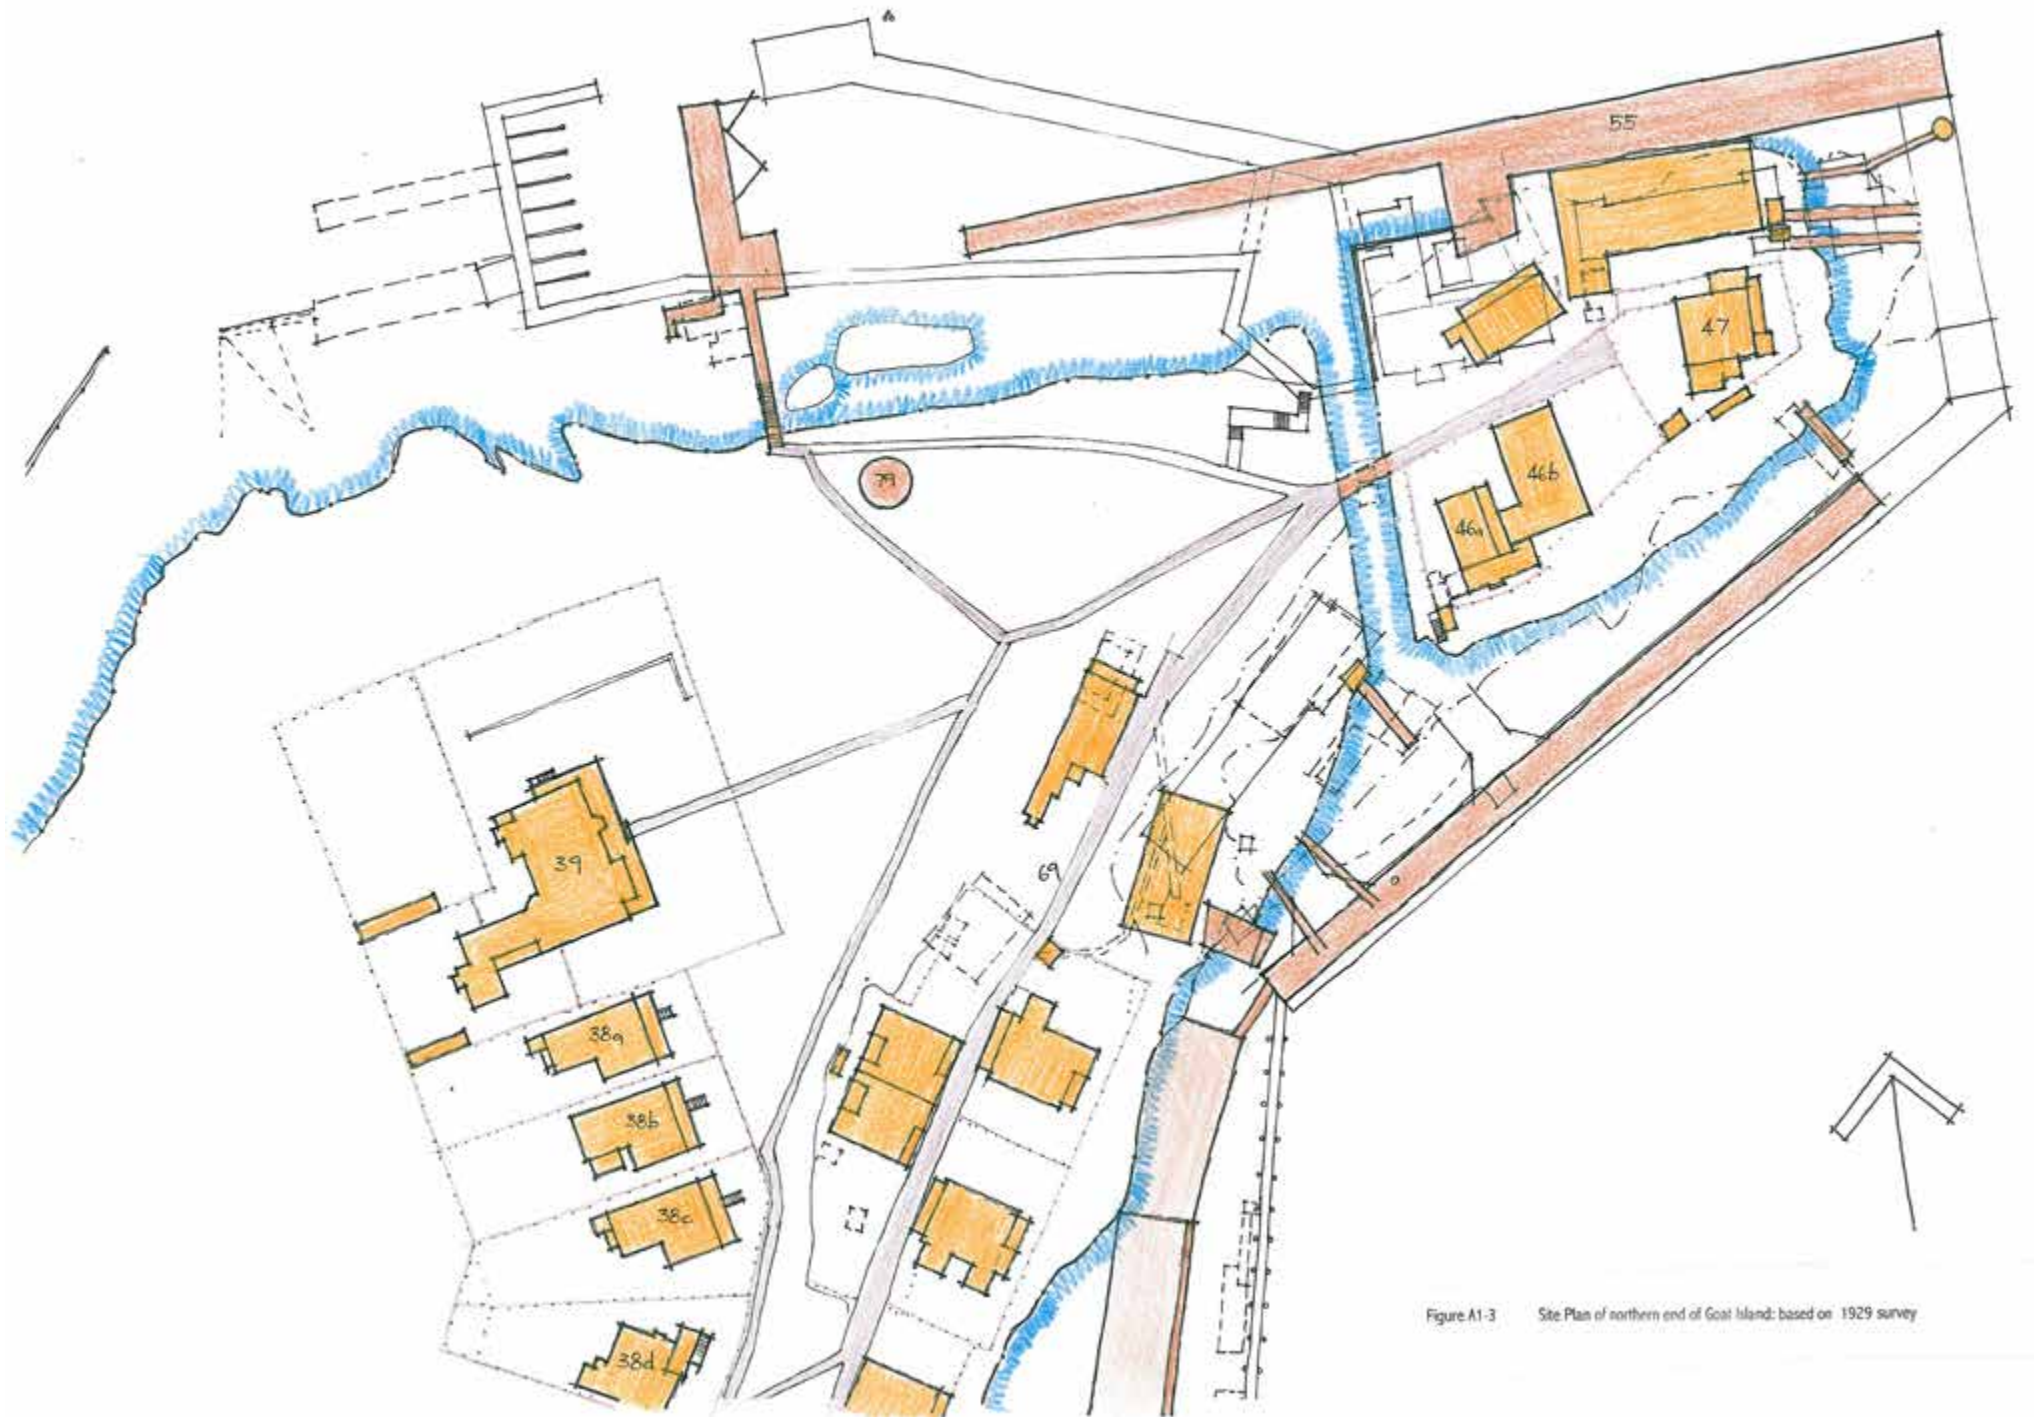 55
47
79
46b
46a
39
69
38a
38b
38c
38d
Figure A1-3 Site Plan of northern end of Goat Island: based on 1929 survey